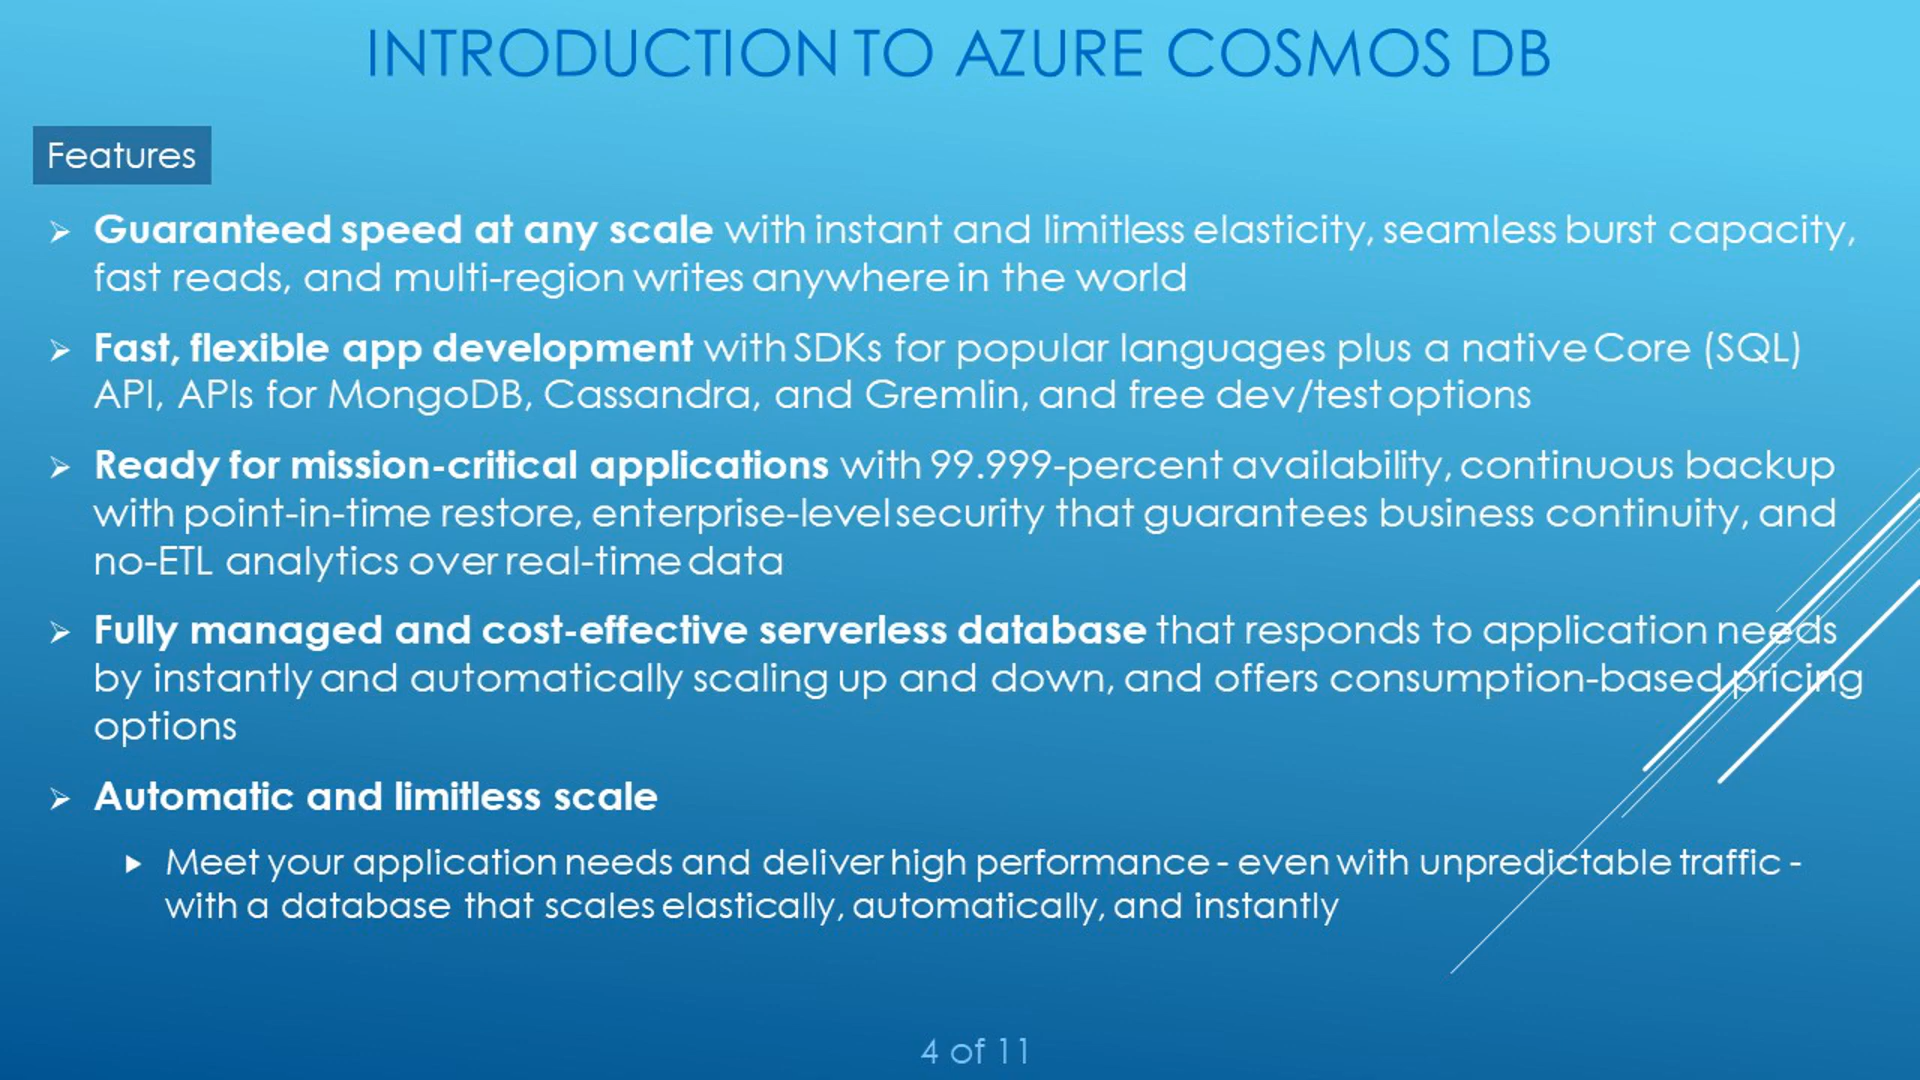 INTRODUCTION TO AZURE COSMOS DB
Features
Guaranteed speed at any scale with instant and limitless elasticity, seamless burst capacity,
fast reads, and multi-region writes anywhere in the world
Fast, flexible app development with SDKs for popular languages plus a native Core (SQL)
API, APIs for MongoDB, Cassandra, and Gremlin, and free dev/test options
Ready for mission-critical applications with 99.999-percent availability, continuous backup
with point-in-time restore, enterprise-level security that guarantees business continuity, and
no-ETL analytics over real-time data
Fully managed and cost-effective serverless database that responds to application needs
by instantly and automatically scaling up and down, and offers consumption-based pricing
options
Automatic and limitless scale
Meet your application needs and deliver high performance - even with unpredictable traffic -
with a database that scales elastically, automatically, and instantly
4 of 11